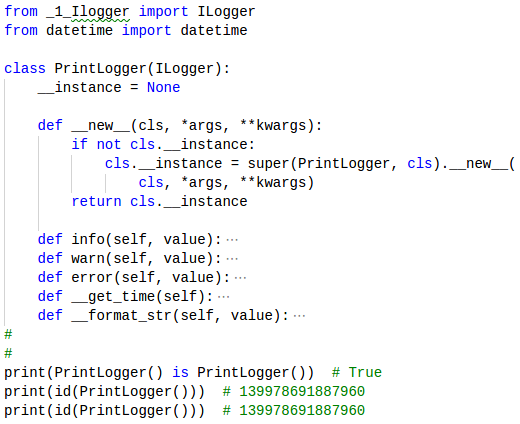 from _1_Ilogger import ILogger
from datetime import datetime
class PrintLogger(ILogger):
    __instance = None
    def __new__(cls, *args, **kwargs):
        if not cls.__instance:
            cls.__instance = super(PrintLogger, cls).__new__(
                cls, *args, **kwargs)
        return cls.__instance
    def info(self, value):···
    def warn(self, value):···
    def error(self, value):···
    def __get_time(self):···
    def __format_str(self, value):···
#
#
print(PrintLogger() is PrintLogger())  # True
print(id(PrintLogger()))  # 139978691887960
print(id(PrintLogger()))  # 139978691887960